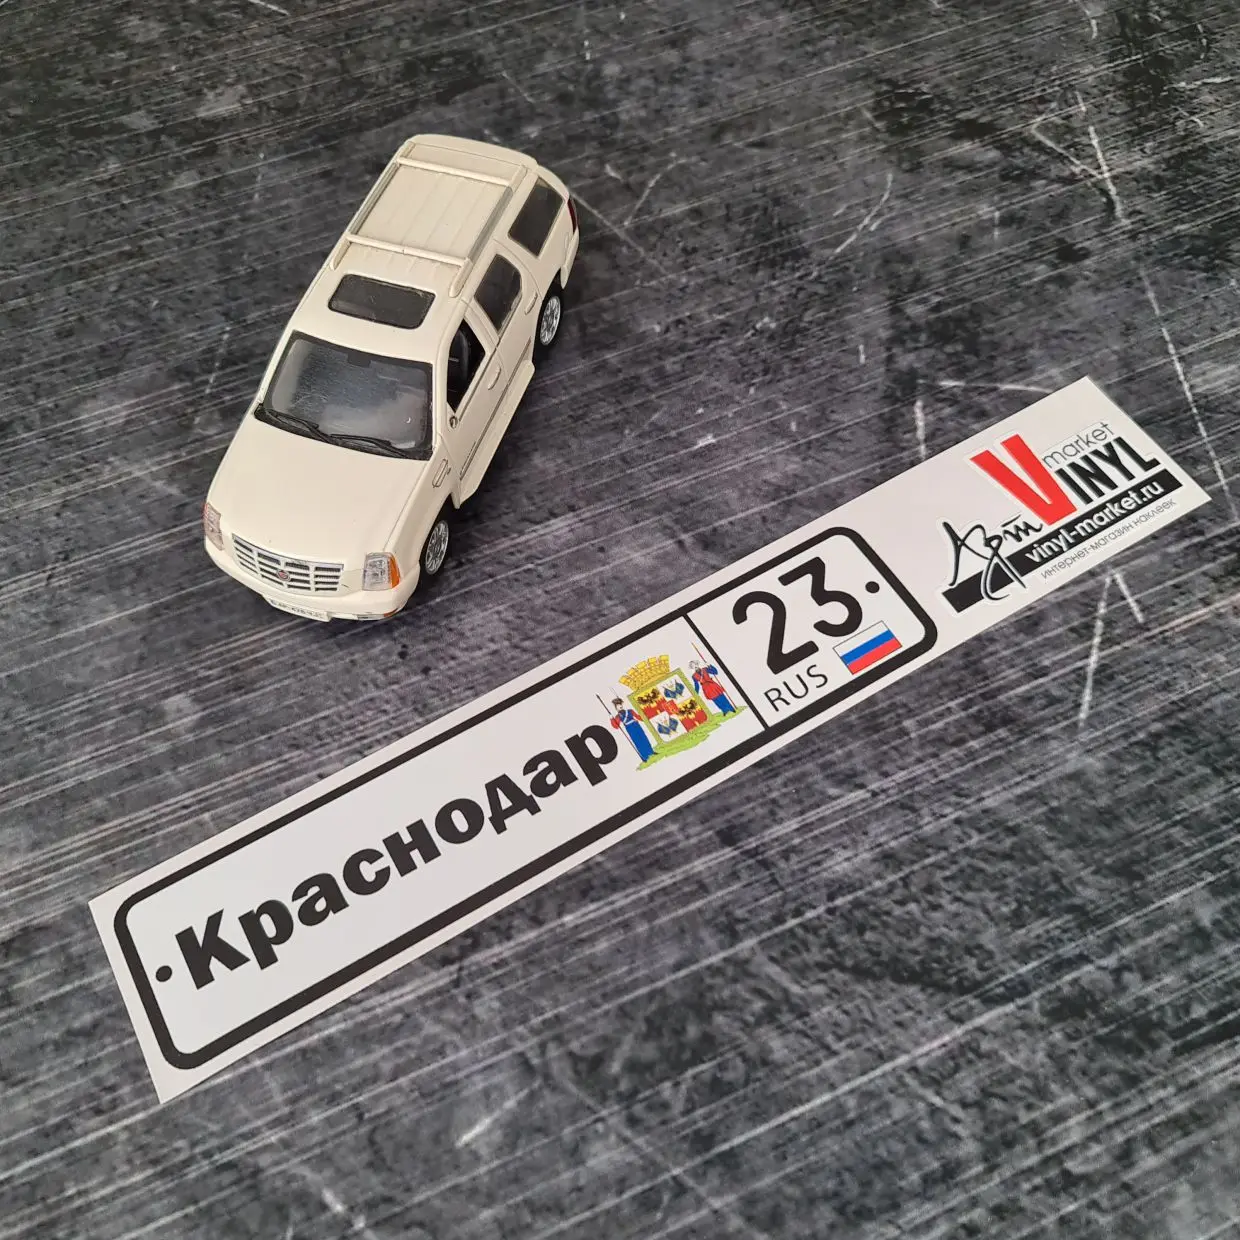 Краснодар
23
RUS
market
VINYL
Арт
vinyl-market.ru
интернет-магазин наклеек